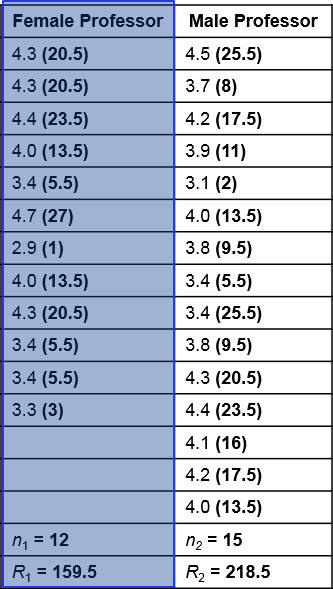 Female Professor Male Professor
4.3 (20.5) 4.5 (25.5)
4.3 (20.5) 3.7 (8)
4.4 (23.5) 4.2 (17.5)
4.0 (13.5) 3.9 (11)
3.4 (5.5) 3.1 (2)
4.7 (27) 4.0 (13.5)
2.9 (1) 3.8 (9.5)
4.0 (13.5) 3.4 (5.5)
4.3 (20.5) 3.4 (25.5)
3.4 (5.5) 3.8 (9.5)
3.4 (5.5) 4.3 (20.5)
3.3 (3) 4.4 (23.5)
4.1 (16)
4.2 (17.5)
4.0 (13.5)
n₁ = 12 n₂ = 15
R₁ = 159.5 R₂ = 218.5